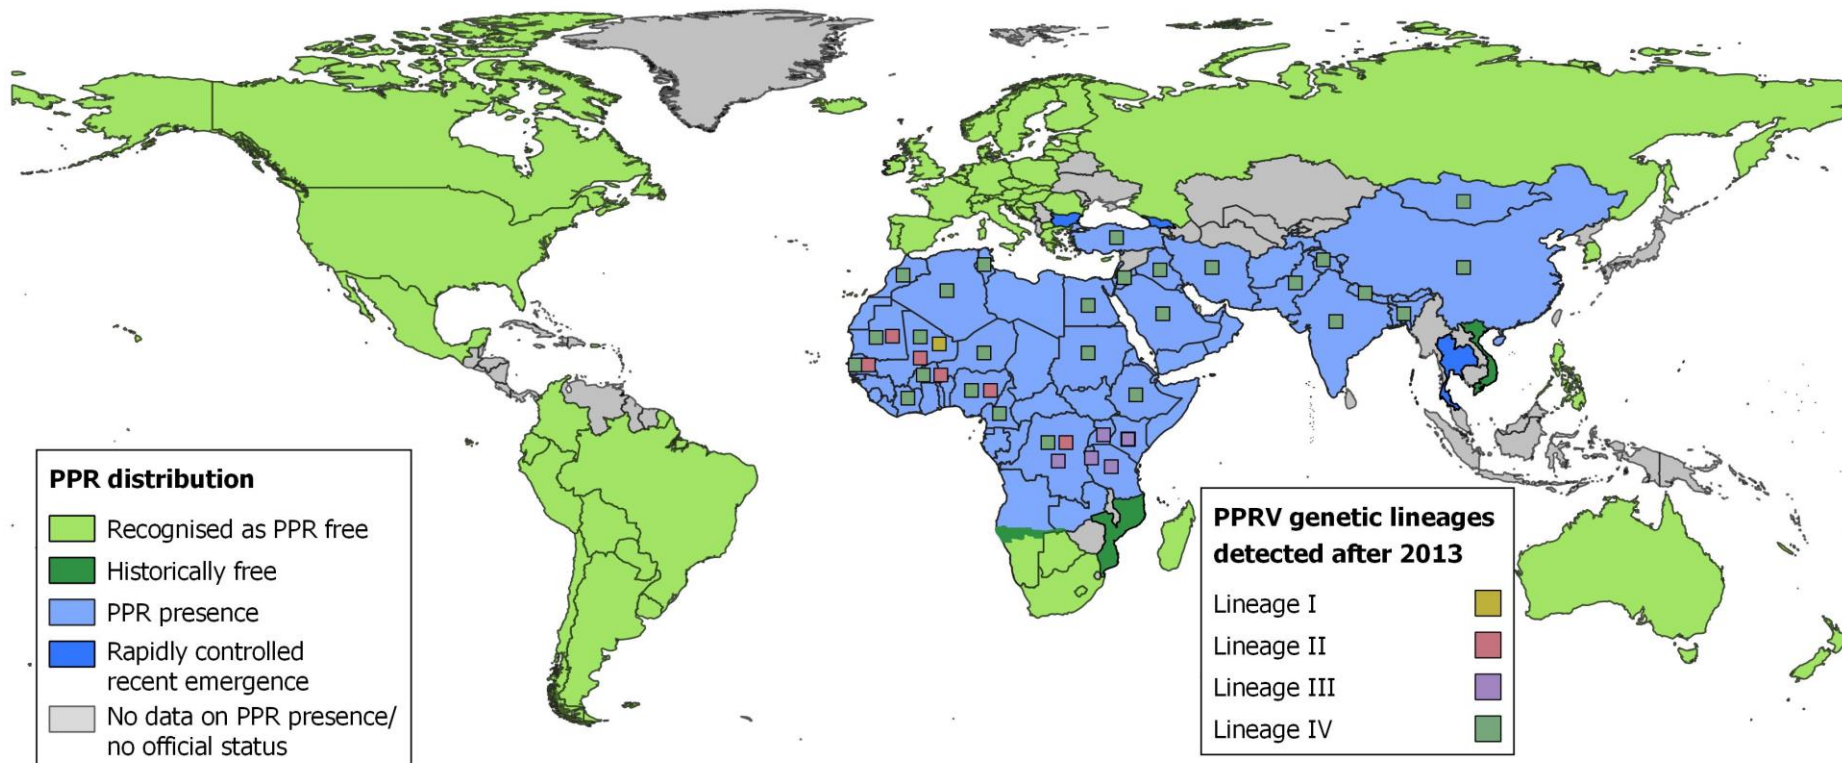 PPR distribution
Recognised as PPR free
Historically free
PPR presence
Rapidly controlled
recent emergence
No data on PPR presence/
no official status
PPRV genetic lineages
detected after 2013
Lineage I
Lineage II
Lineage III
Lineage IV